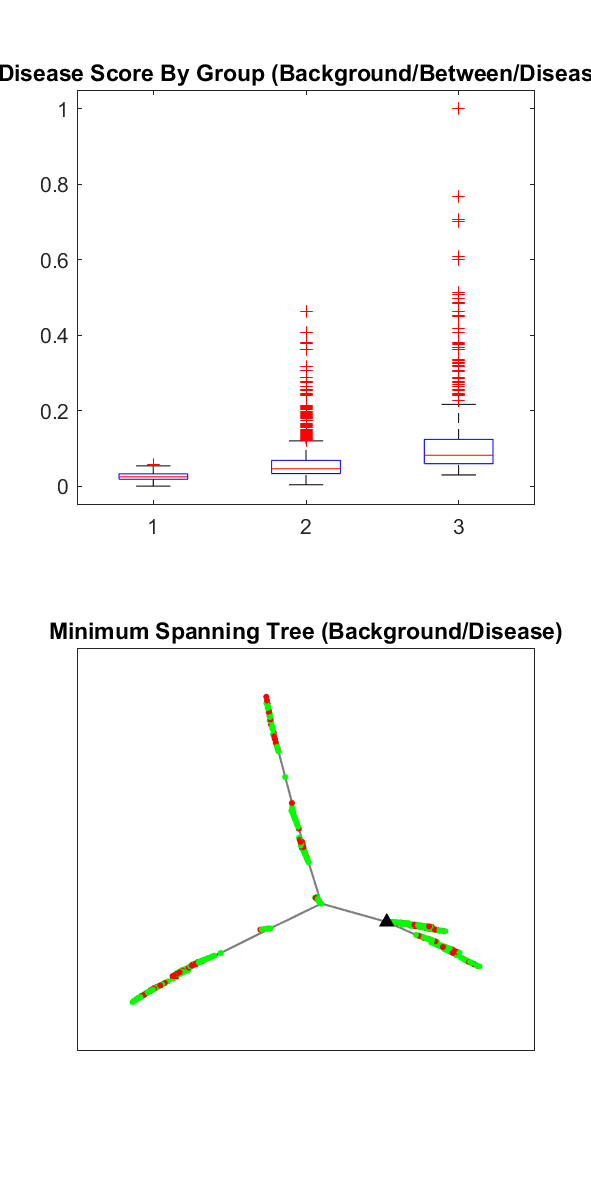 Disease Score By Group (Background/Between/Diseas
1
0.8
0.6
0.4
0.2
0
1 2 3
Minimum Spanning Tree (Background/Disease)